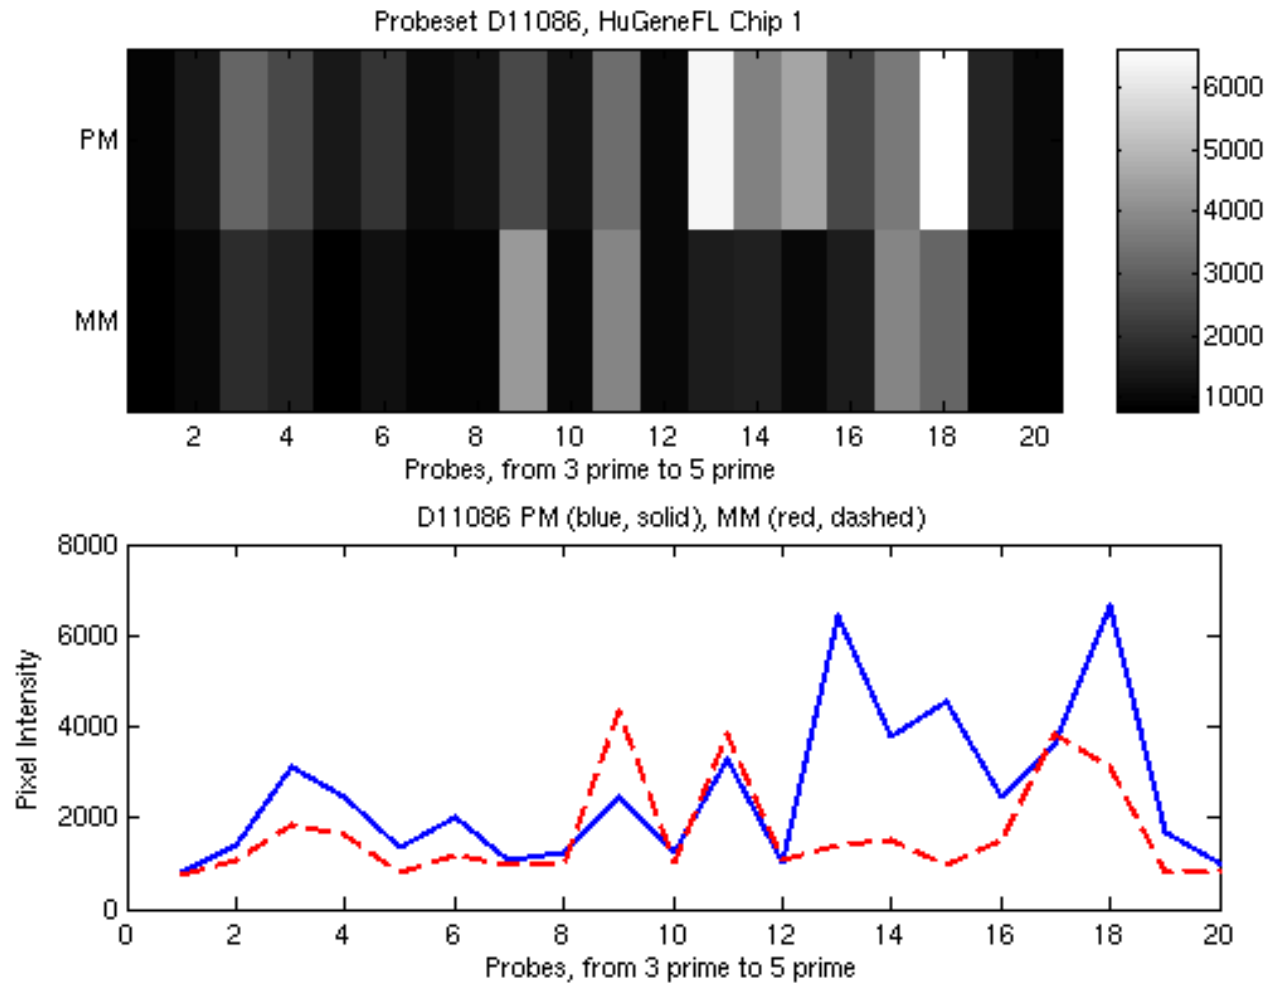 Probeset D11086, HuGeneFL Chip 1
PM
MM
6000
5000
4000
3000
2000
1000
2 4 6 8 10 12 14 16 18 20
Probes, from 3 prime to 5 prime
D11086 PM (blue, solid), MM (red, dashed)
8000
6000
4000
2000
0
Pixel Intensity
0 2 4 6 8 10 12 14 16 18 20
Probes, from 3 prime to 5 prime